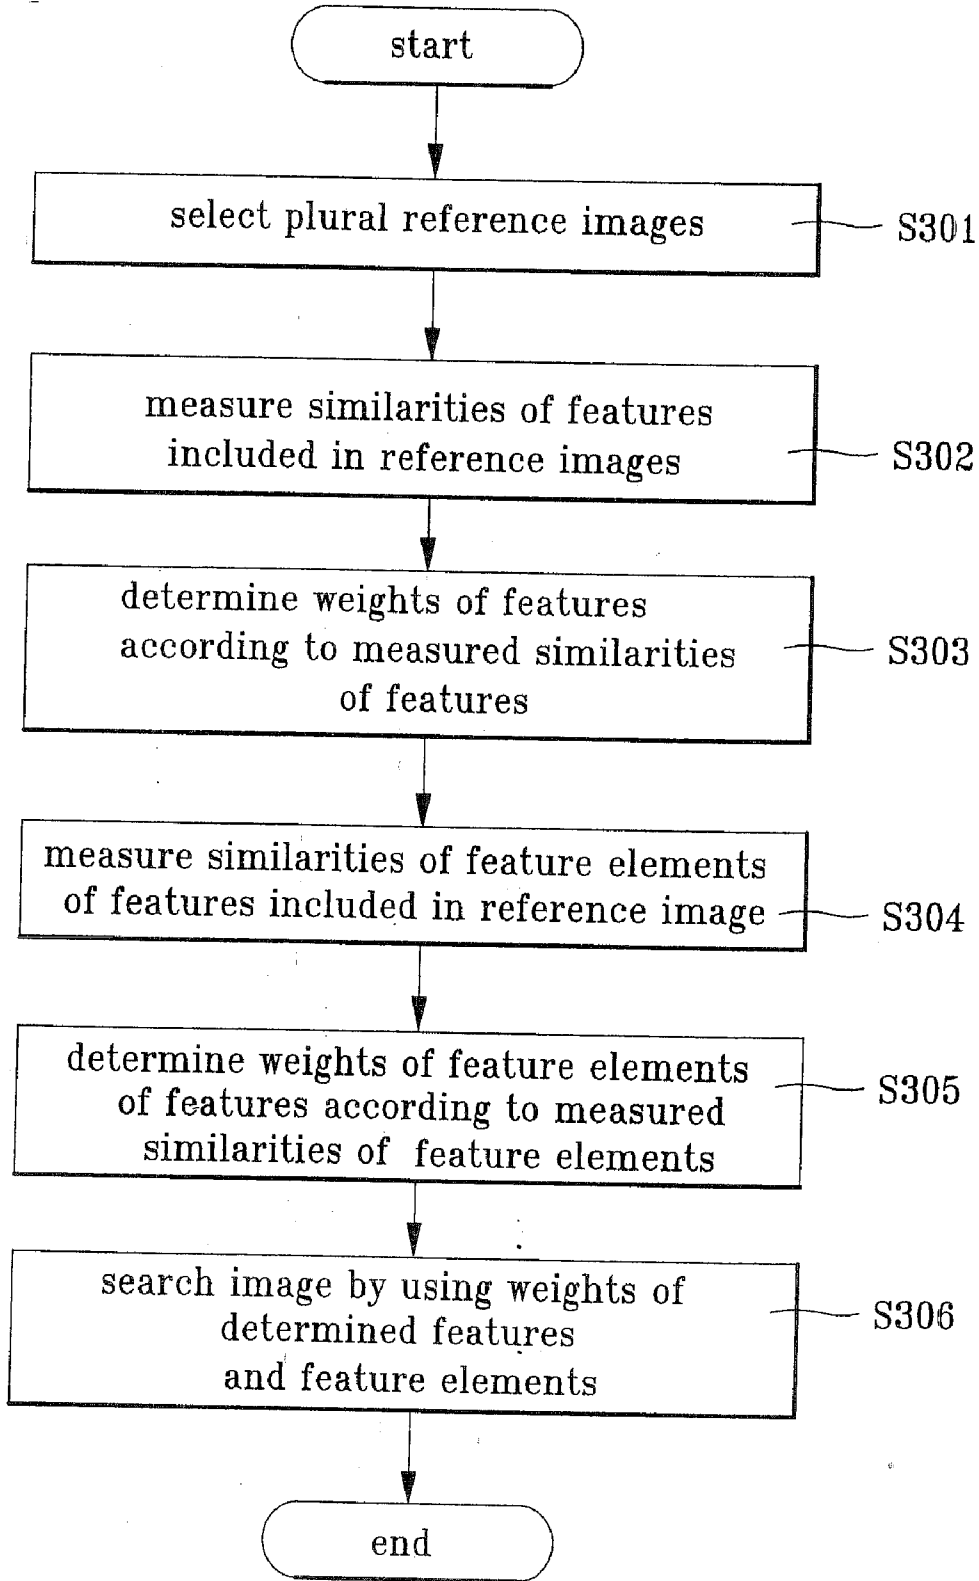 start
select plural reference images
S301
measure similarities of features
included in reference images
S302
determine weights of features
according to measured similarities
of features
S303
measure similarities of feature elements
of features included in reference image
S304
determine weights of feature elements
of features according to measured
similarities of feature elements
S305
search image by using weights of
determined features
and feature elements
S306
end